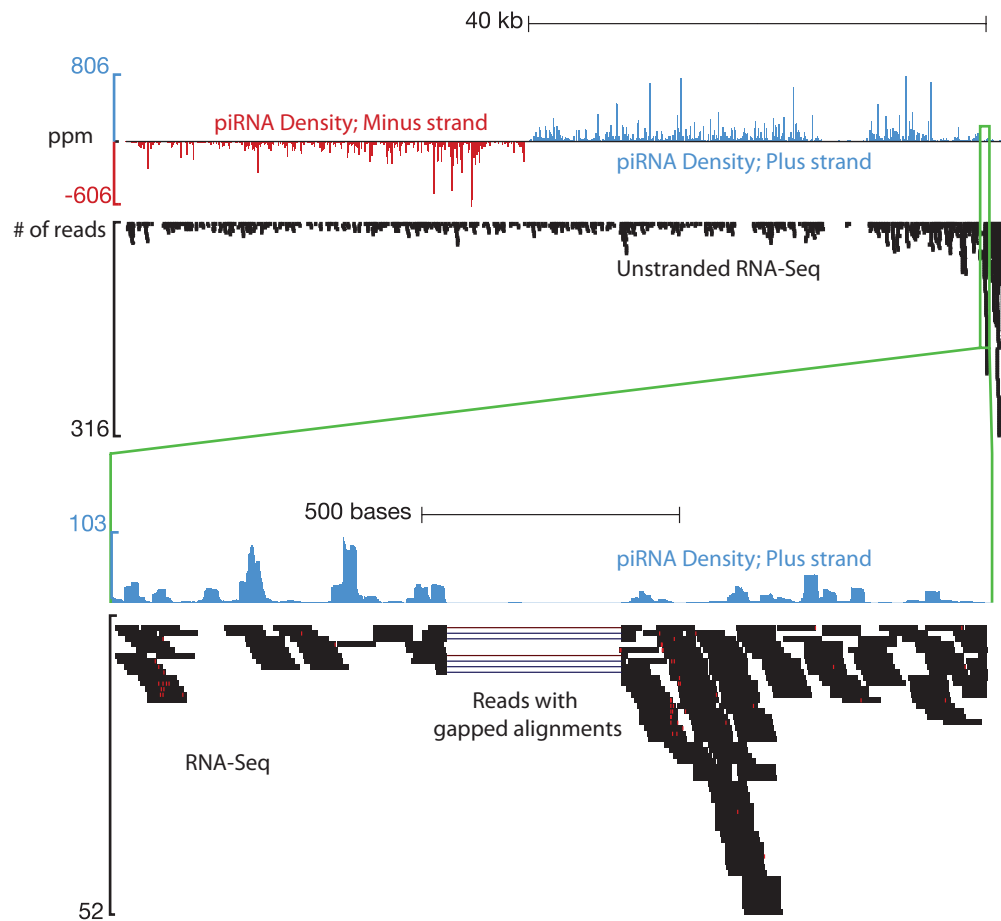 40 kb
806
piRNA Density; Minus strand
ppm
piRNA Density; Plus strand
-606
# of reads
Unstranded RNA-Seq
316
500 bases
103
piRNA Density; Plus strand
Reads with
gapped alignments
RNA-Seq
52